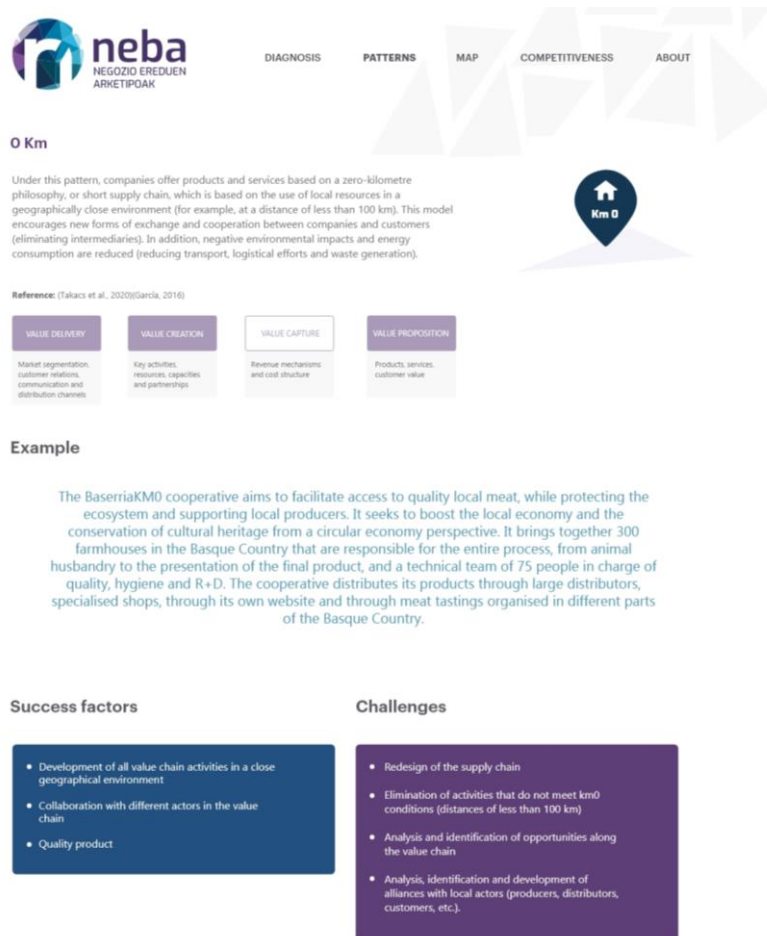 neba
NEGOZIO EREDUEN
ARKETIPOAK
DIAGNOSIS
PATTERNS
MAP
COMPETITIVENESS
ABOUT
0 Km
Under this pattern, companies offer products and services based on a zero-kilometre
philosophy, or short supply chain, which is based on the use of local resources in a
geographically close environment (for example, at a distance of less than 100 km). This model
encourages new forms of exchange and cooperation between companies and customers
(eliminating intermediaries). In addition, negative environmental impacts and energy
consumption are reduced (reducing transport, logistical efforts and waste generation).
Km 0
Reference: (Takacs et al., 2020)(García, 2016)
VALUE DELIVERY
Market segmentation,
customer relations,
communication and
distribution channels
VALUE CREATION
Key activities,
resources, capacities
and partnerships
VALUE CAPTURE
Revenue mechanisms
and cost structure
VALUE PROPOSITION
Products, services,
customer value
Example
The BaserriaKM0 cooperative aims to facilitate access to quality local meat, while protecting the
ecosystem and supporting local producers. It seeks to boost the local economy and the
conservation of cultural heritage from a circular economy perspective. It brings together 300
farmhouses in the Basque Country that are responsible for the entire process, from animal
husbandry to the presentation of the final product, and a technical team of 75 people in charge of
quality, hygiene and R+D. The cooperative distributes its products through large distributors,
specialised shops, through its own website and through meat tastings organised in different parts
of the Basque Country.
Success factors
• Development of all value chain activities in a close
geographical environment
• Collaboration with different actors in the value
chain
• Quality product
Challenges
• Redesign of the supply chain
• Elimination of activities that do not meet km0
conditions (distances of less than 100 km)
• Analysis and identification of opportunities along
the value chain
• Analysis, identification and development of
alliances with local actors (producers, distributors,
customers, etc.).